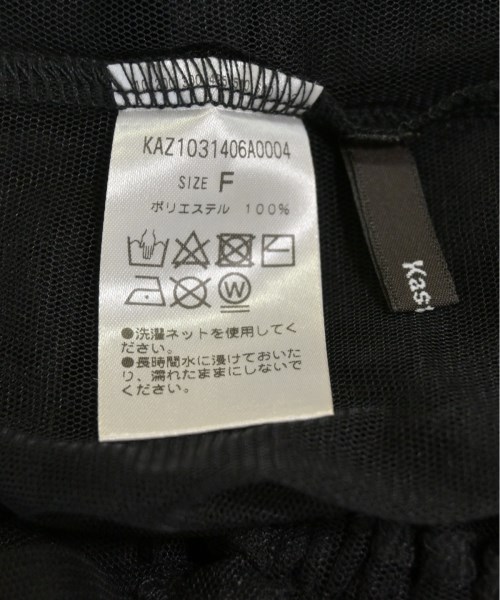 KAZ1031406A0004
SIZE F
ポリエステル 100%
W
●洗濯ネットを使用してく
ださい。
●長時間水に浸けておいた
り、濡れたままにしないで
ください。